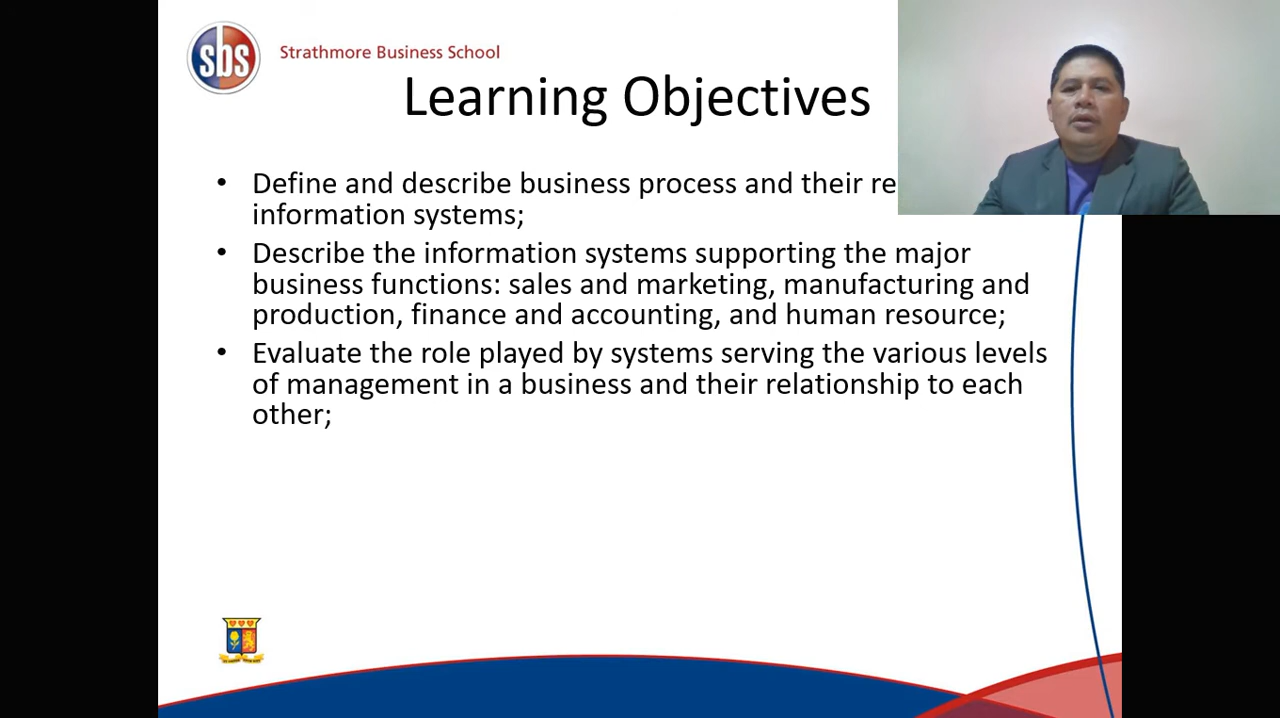 sbs
Strathmore Business School
Learning Objectives
• Define and describe business process and their re
information systems;
• Describe the information systems supporting the major
business functions: sales and marketing, manufacturing and
production, finance and accounting, and human resource;
• Evaluate the role played by systems serving the various levels
of management in a business and their relationship to each
other;